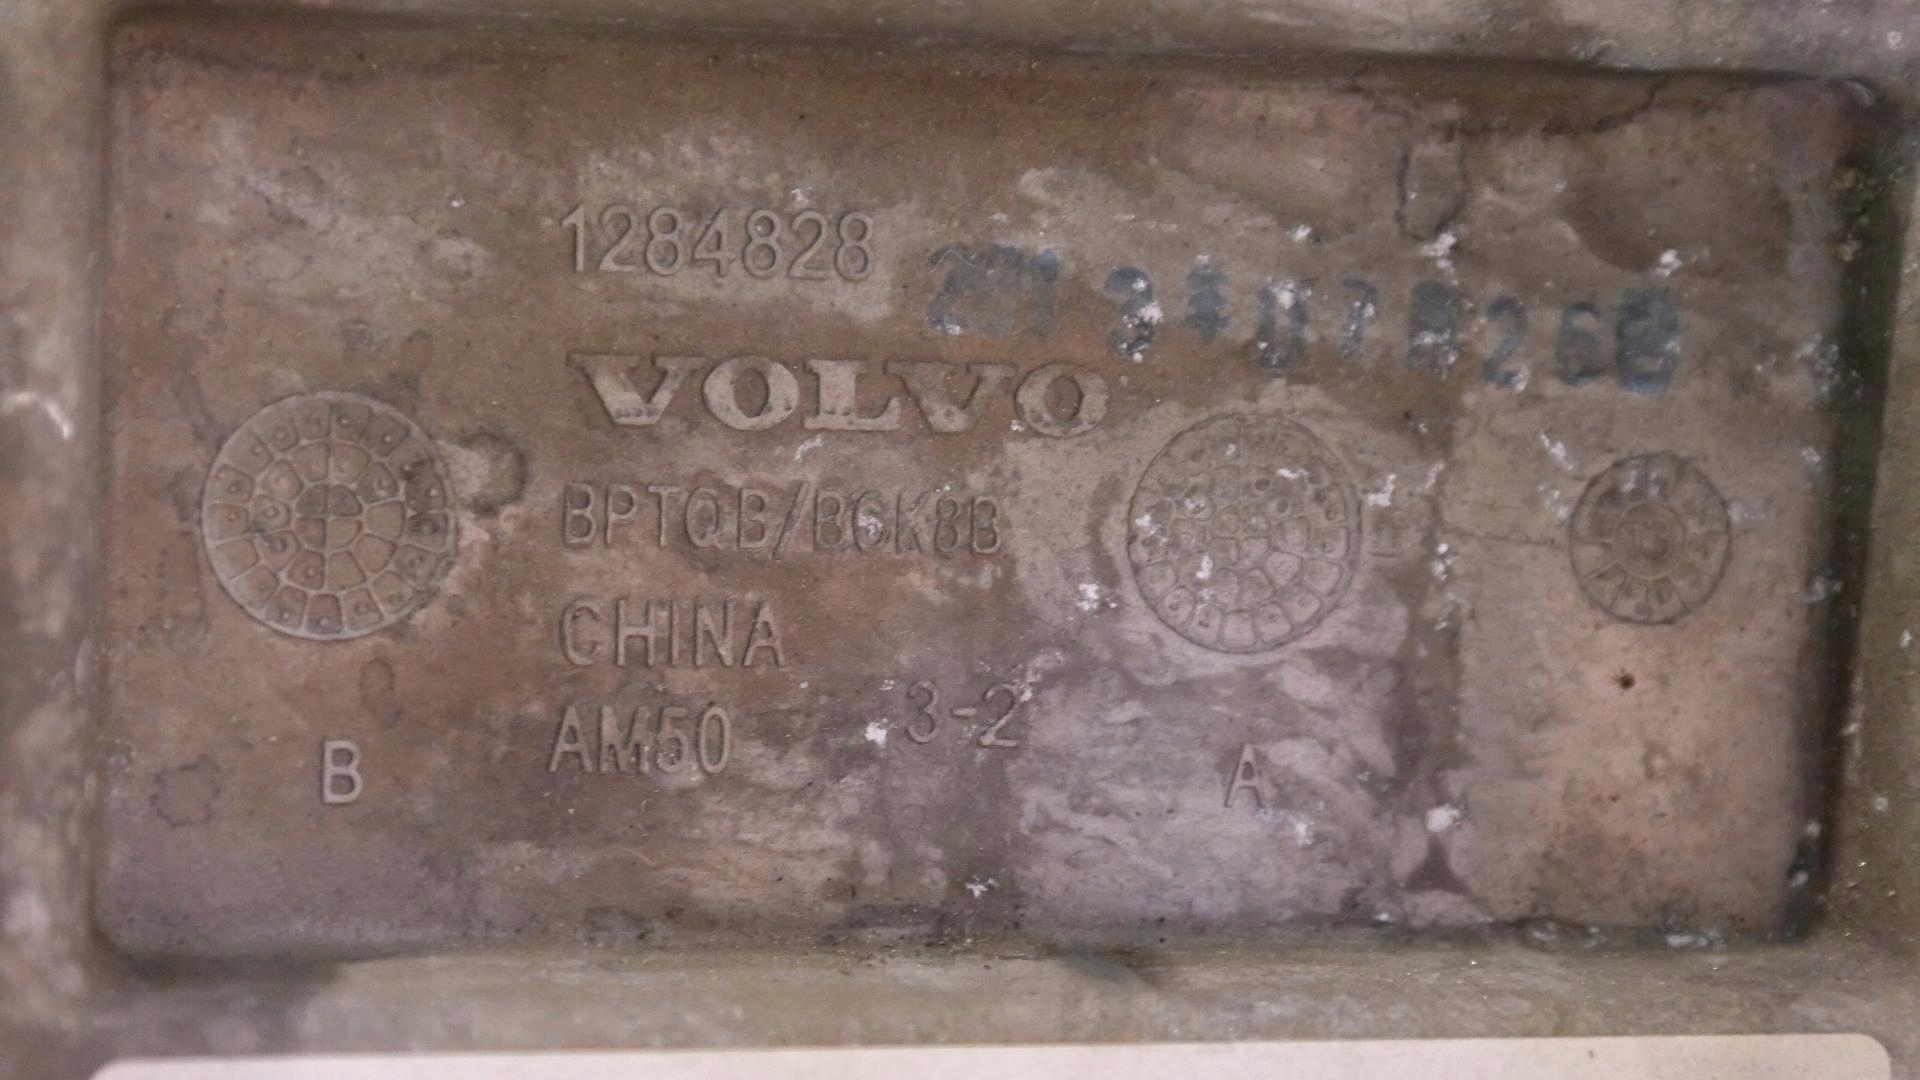 1284828
VOLVO
BPTQB/BCK8B
CHINA
AM50 3-2
B A